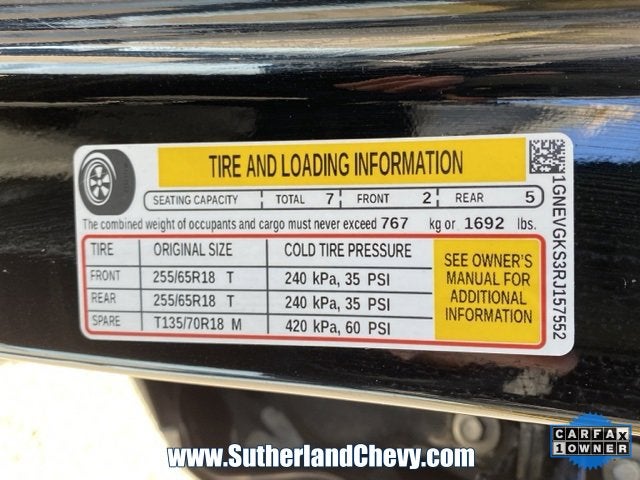 TIRE AND LOADING INFORMATION
SEATING CAPACITY TOTAL 7 FRONT 2 REAR 5
The combined weight of occupants and cargo must never exceed 767 kg or 1692 lbs.
TIRE ORIGINAL SIZE COLD TIRE PRESSURE
FRONT 255/65R18 T 240 kPa, 35 PSI
REAR 255/65R18 T 240 kPa, 35 PSI
SPARE T135/70R18 M 420 kPa, 60 PSI
SEE OWNER'S
MANUAL FOR
ADDITIONAL
INFORMATION
1GNEVGKS3RJ157552
www.SutherlandChevy.com
CARFAX
1 OWNER